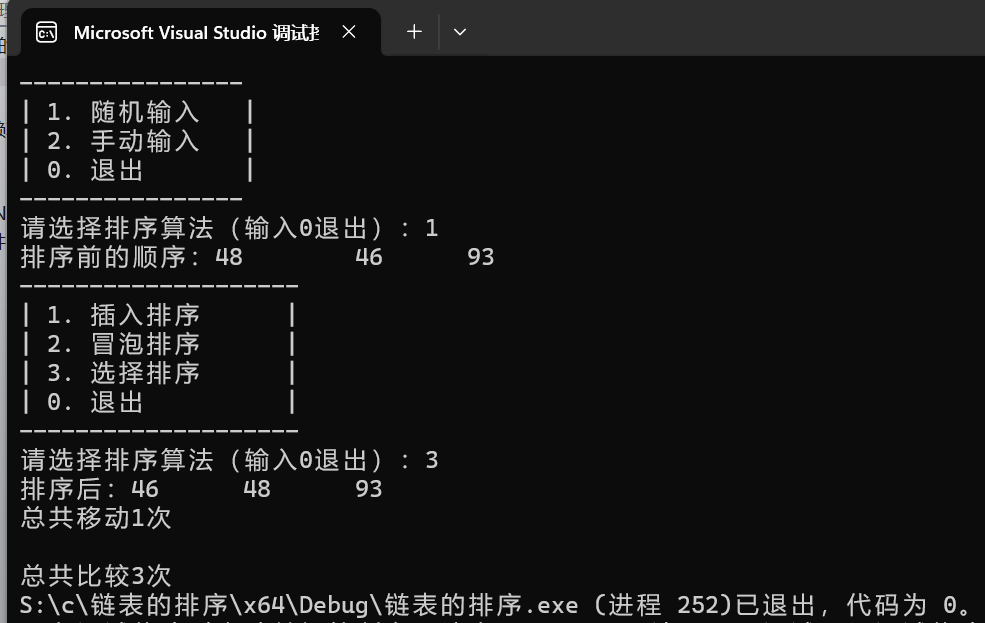 Microsoft Visual Studio 调试
---------------
| 1. 随机输入 |
| 2. 手动输入 |
| 0. 退出 |
---------------
请选择排序算法（输入0退出）: 1
排序前的顺序: 48 46 93
-------------------
| 1. 插入排序 |
| 2. 冒泡排序 |
| 3. 选择排序 |
| 0. 退出 |
-------------------
请选择排序算法（输入0退出）: 3
排序后: 46 48 93
总共移动1次
总共比较3次
S:\c\链表的排序\x64\Debug\链表的排序.exe (进程 252)已退出，代码为 0。